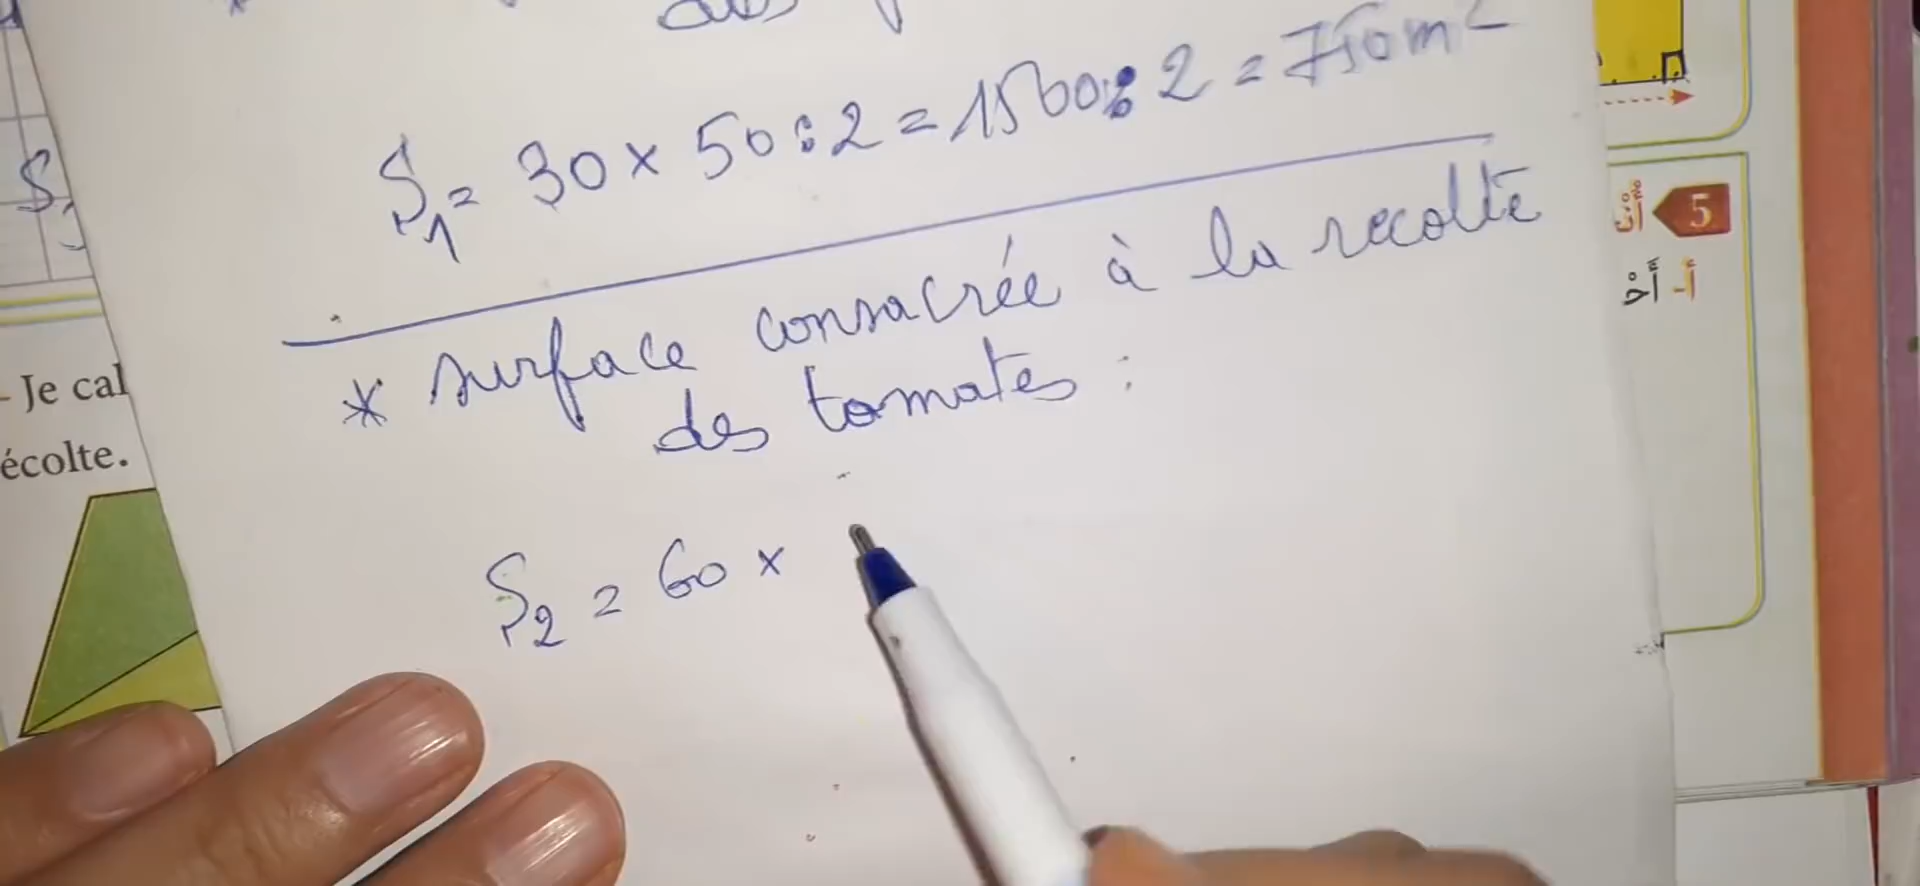 des
S₁ = 30 x 50 : 2 = 1500 : 2 = 750 m²
* surface consacrée à la recolte
des tomates :
S₂ = 60 x
- Je cal
écolte.
5